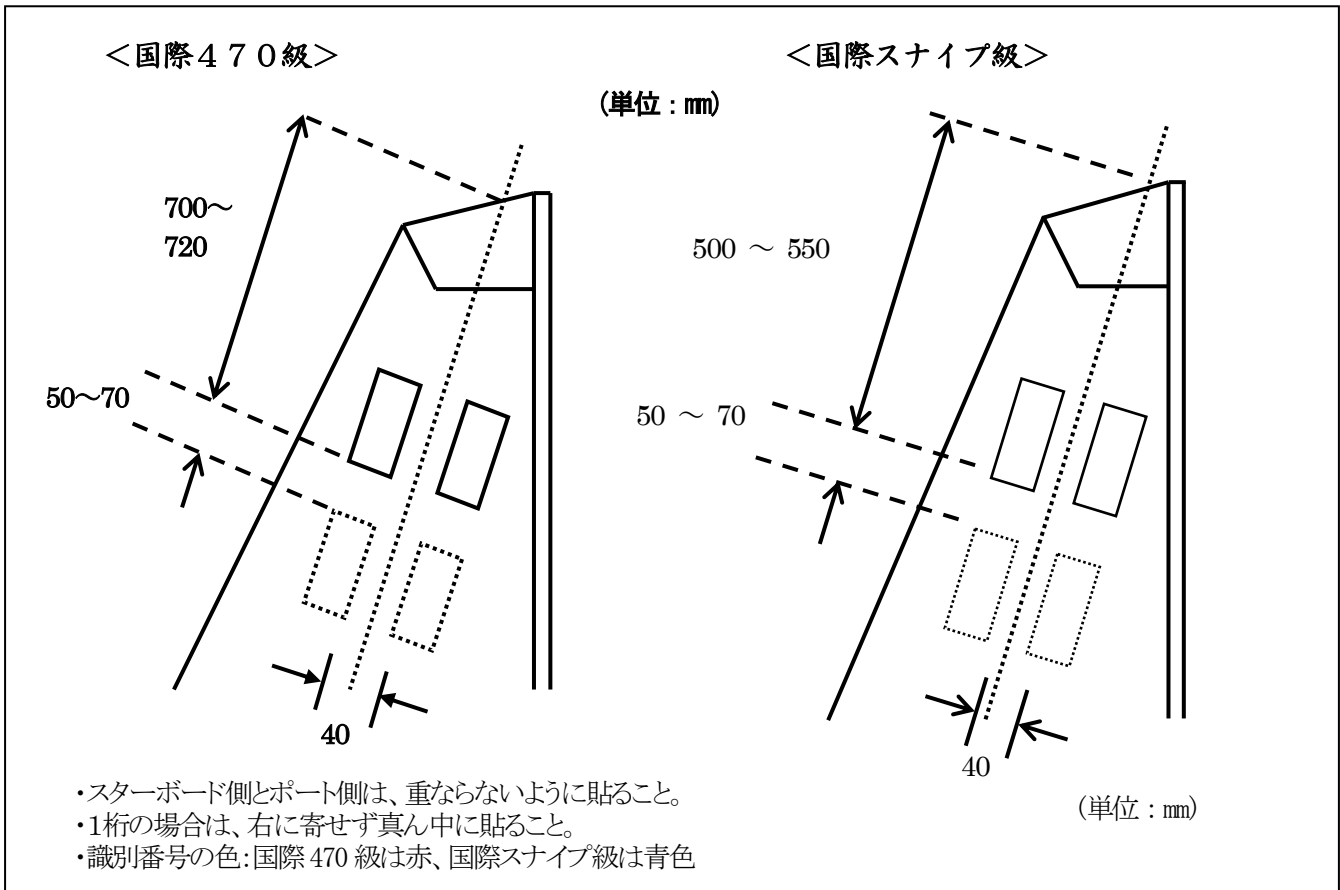 ＜国際４７０級＞
＜国際スナイプ級＞
(単位：㎜)
700～
720
500 ～ 550
50～70
50 ～ 70
40
40
・スターボード側とポート側は、重ならないように貼ること。
・1桁の場合は、右に寄せず真ん中に貼ること。
・識別番号の色：国際 470 級は赤、国際スナイプ級は青色
(単位：㎜)